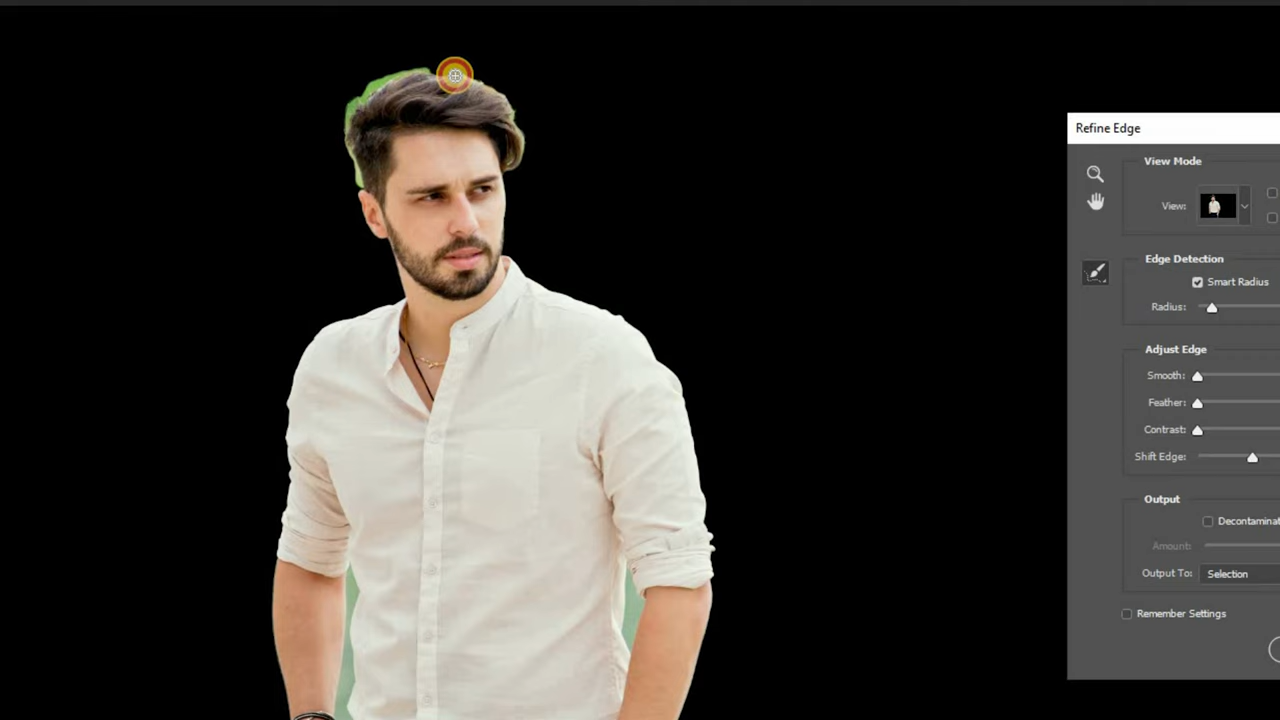 Refine Edge
View Mode
View:
Edge Detection
Smart Radius
Radius:
Adjust Edge
Smooth:
Feather:
Contrast:
Shift Edge:
Output
Decontaminat
Amount:
Output To: Selection
Remember Settings